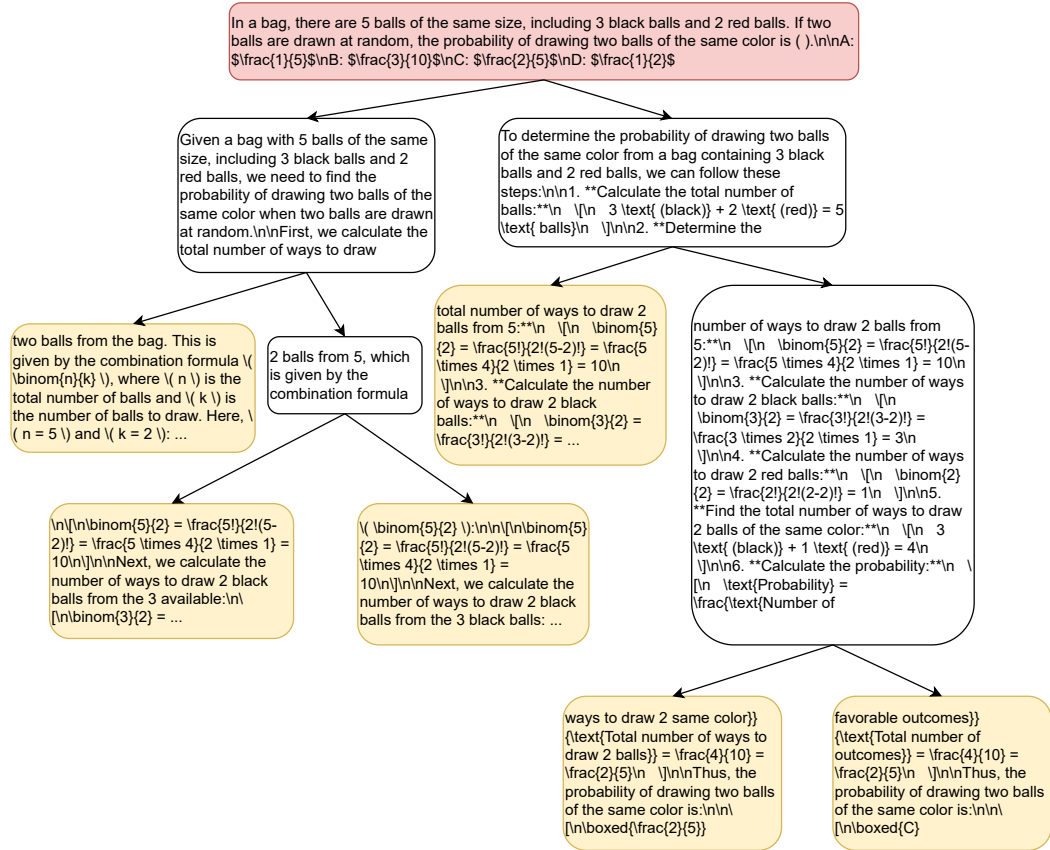 In a bag, there are 5 balls of the same size, including 3 black balls and 2 red balls. If two
balls are drawn at random, the probability of drawing two balls of the same color is ( ).\n\nA:
$\frac{1}{5}$\nB: $\frac{3}{10}$\nC: $\frac{2}{5}$\nD: $\frac{1}{2}$
Given a bag with 5 balls of the same
size, including 3 black balls and 2
red balls, we need to find the
probability of drawing two balls of the
same color when two balls are drawn
at random.\n\nFirst, we calculate the
total number of ways to draw
To determine the probability of drawing two balls
of the same color from a bag containing 3 black
balls and 2 red balls, we can follow these
steps:\n\n1. **Calculate the total number of
balls:**\n   \[\n   3 \text{ (black)} + 2 \text{ (red)} = 5
\text{ balls}\n   \]\n\n2. **Determine the
two balls from the bag. This is
given by the combination formula \(
\binom{n}{k} \), where \( n \) is the
total number of balls and \( k \) is
the number of balls to draw. Here, \
( n = 5 \) and \( k = 2 \): ...
2 balls from 5, which
is given by the
combination formula
total number of ways to draw 2
balls from 5:**\n   \[\n   \binom{5}
{2} = \frac{5!}{2!(5-2)!} = \frac{5
\times 4}{2 \times 1} = 10\n
\]\n\n3. **Calculate the number
of ways to draw 2 black
balls:**\n   \[\n   \binom{3}{2} =
\frac{3!}{2!(3-2)!} = ...
number of ways to draw 2 balls from
5:**\n   \[\n   \binom{5}{2} = \frac{5!}{2!(5-
2)!} = \frac{5 \times 4}{2 \times 1} = 10\n
\]\n\n3. **Calculate the number of ways
to draw 2 black balls:**\n   \[\n
\binom{3}{2} = \frac{3!}{2!(3-2)!} =
\frac{3 \times 2}{2 \times 1} = 3\n
\]\n\n4. **Calculate the number of ways
to draw 2 red balls:**\n   \[\n   \binom{2}
{2} = \frac{2!}{2!(2-2)!} = 1\n   \]\n\n5.
**Find the total number of ways to draw
2 balls of the same color:**\n   \[\n   3
\text{ (black)} + 1 \text{ (red)} = 4\n
\]\n\n6. **Calculate the probability:**\n   \
[\n   \text{Probability} =
\frac{\text{Number of
\n\[\n\binom{5}{2} = \frac{5!}{2!(5-
2)!} = \frac{5 \times 4}{2 \times 1} =
10\n\]\n\nNext, we calculate the
number of ways to draw 2 black
balls from the 3 available:\n\
[\n\binom{3}{2} = ...
\( \binom{5}{2} \):\n\n\[\n\binom{5}
{2} = \frac{5!}{2!(5-2)!} = \frac{5
\times 4}{2 \times 1} =
10\n\]\n\nNext, we calculate the
number of ways to draw 2 black
balls from the 3 black balls: ...
ways to draw 2 same color}}
{\text{Total number of ways to
draw 2 balls}} = \frac{4}{10} =
\frac{2}{5}\n   \]\n\nThus, the
probability of drawing two balls
of the same color is:\n\n\
[\n\boxed{\frac{2}{5}}
favorable outcomes}}
{\text{Total number of
outcomes}} = \frac{4}{10} =
\frac{2}{5}\n   \]\n\nThus, the
probability of drawing two balls
of the same color is:\n\n\
[\n\boxed{C}